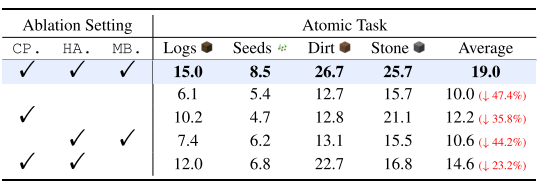 Ablation Setting Atomic Task
CP. HA. MB. Logs Seeds Dirt Stone Average
✓ ✓ ✓ 15.0 8.5 26.7 25.7 19.0
6.1 5.4 12.7 15.7 10.0 (↓ 47.4%)
✓ 10.2 4.7 12.8 21.1 12.2 (↓ 35.8%)
✓ ✓ 7.4 6.2 13.1 15.5 10.6 (↓ 44.2%)
✓ ✓ 12.0 6.8 22.7 16.8 14.6 (↓ 23.2%)